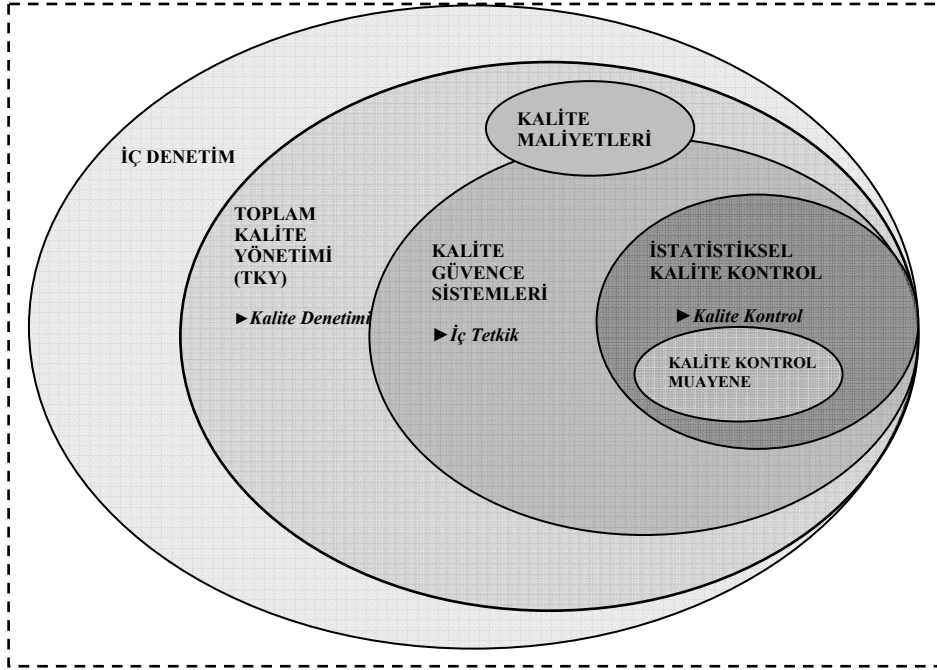 KALİTE
MALİYETLERİ
İÇ DENETİM
TOPLAM
KALİTE
YÖNETİMİ
(TKY)
►Kalite Denetimi
KALİTE
GÜVENCE
SİSTEMLERİ
►İç Tetkik
İSTATİSTİKSEL
KALİTE KONTROL
►Kalite Kontrol
KALİTE KONTROL
MUAYENE